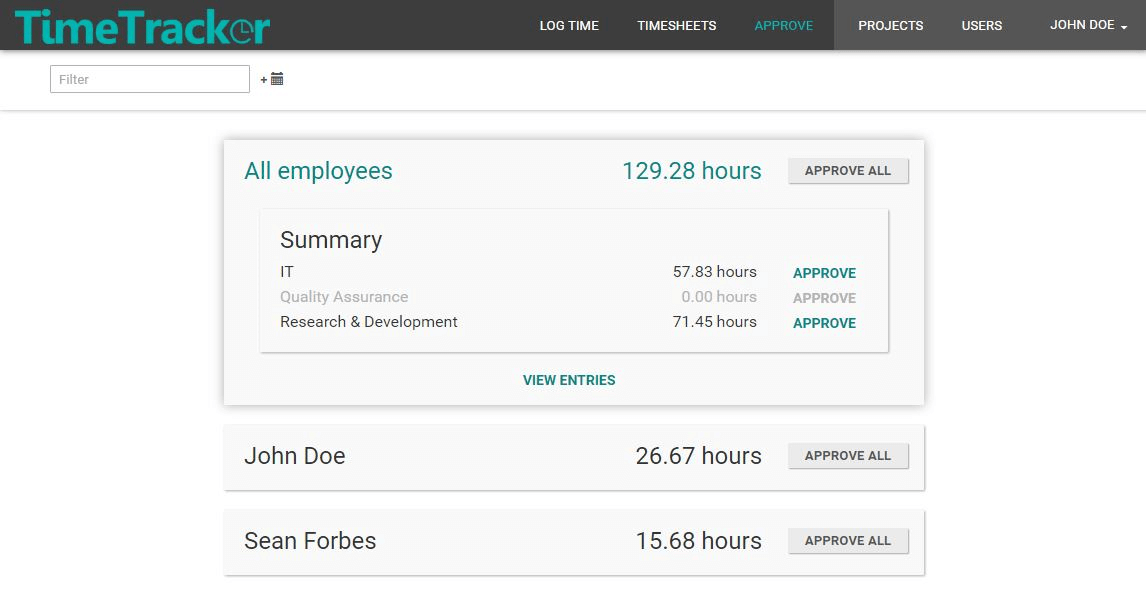 TimeTracker LOG TIME TIMESHEETS APPROVE PROJECTS USERS JOHN DOE
Filter +
All employees 129.28 hours APPROVE ALL
Summary
IT 57.83 hours APPROVE
Quality Assurance 0.00 hours APPROVE
Research & Development 71.45 hours APPROVE
VIEW ENTRIES
John Doe 26.67 hours APPROVE ALL
Sean Forbes 15.68 hours APPROVE ALL